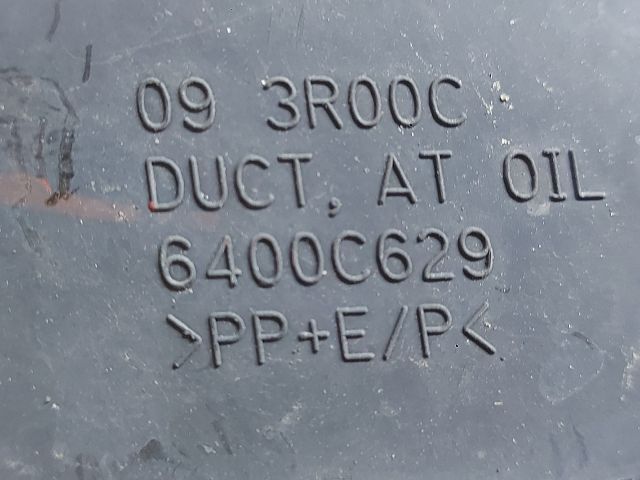 09 3R00C
DUCT, AT OIL
6400C629
>PP+E/P<